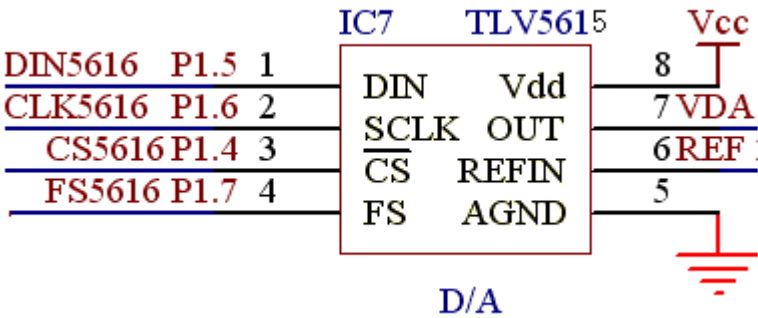 IC7 TLV5615 Vcc
DIN5616 P1.5 1 DIN Vdd 8
CLK5616 P1.6 2 SCLK OUT 7 VDA
CS5616 P1.4 3 CS REFIN 6 REF
FS5616 P1.7 4 FS AGND 5
D/A